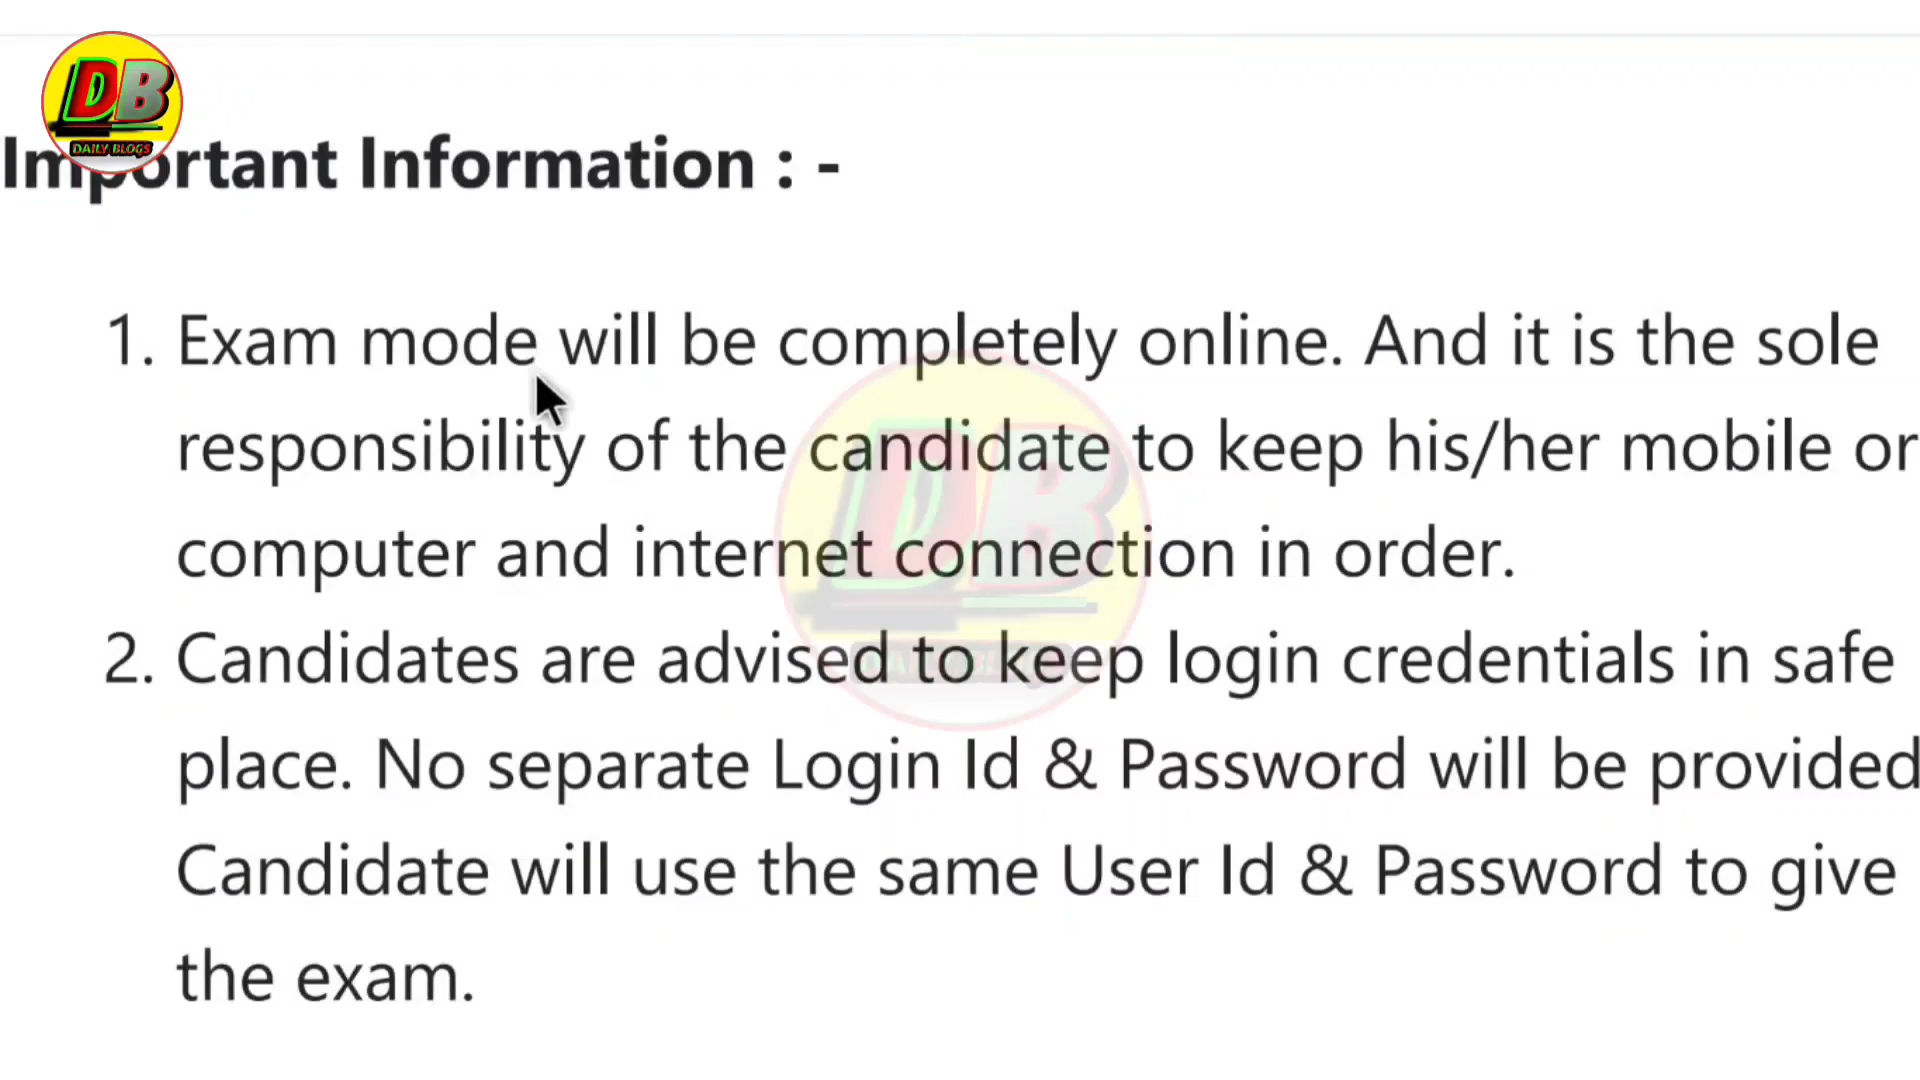 DB
DAILY BLOGS
Important Information : -
1. Exam mode will be completely online. And it is the sole
responsibility of the candidate to keep his/her mobile or
computer and internet connection in order.
2. Candidates are advised to keep login credentials in safe
place. No separate Login Id & Password will be provided
Candidate will use the same User Id & Password to give
the exam.
DB
DAILY BLOGS